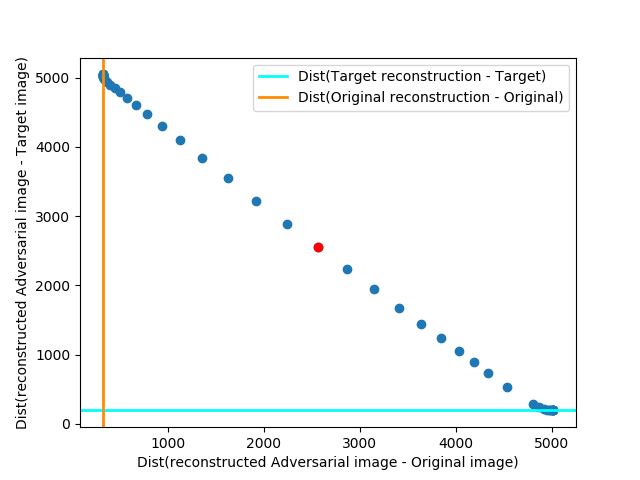 Dist(Target reconstruction - Target)
Dist(Original reconstruction - Original)
Dist(reconstructed Adversarial image - Target image)
5000
4000
3000
2000
1000
0
1000 2000 3000 4000 5000
Dist(reconstructed Adversarial image - Original image)